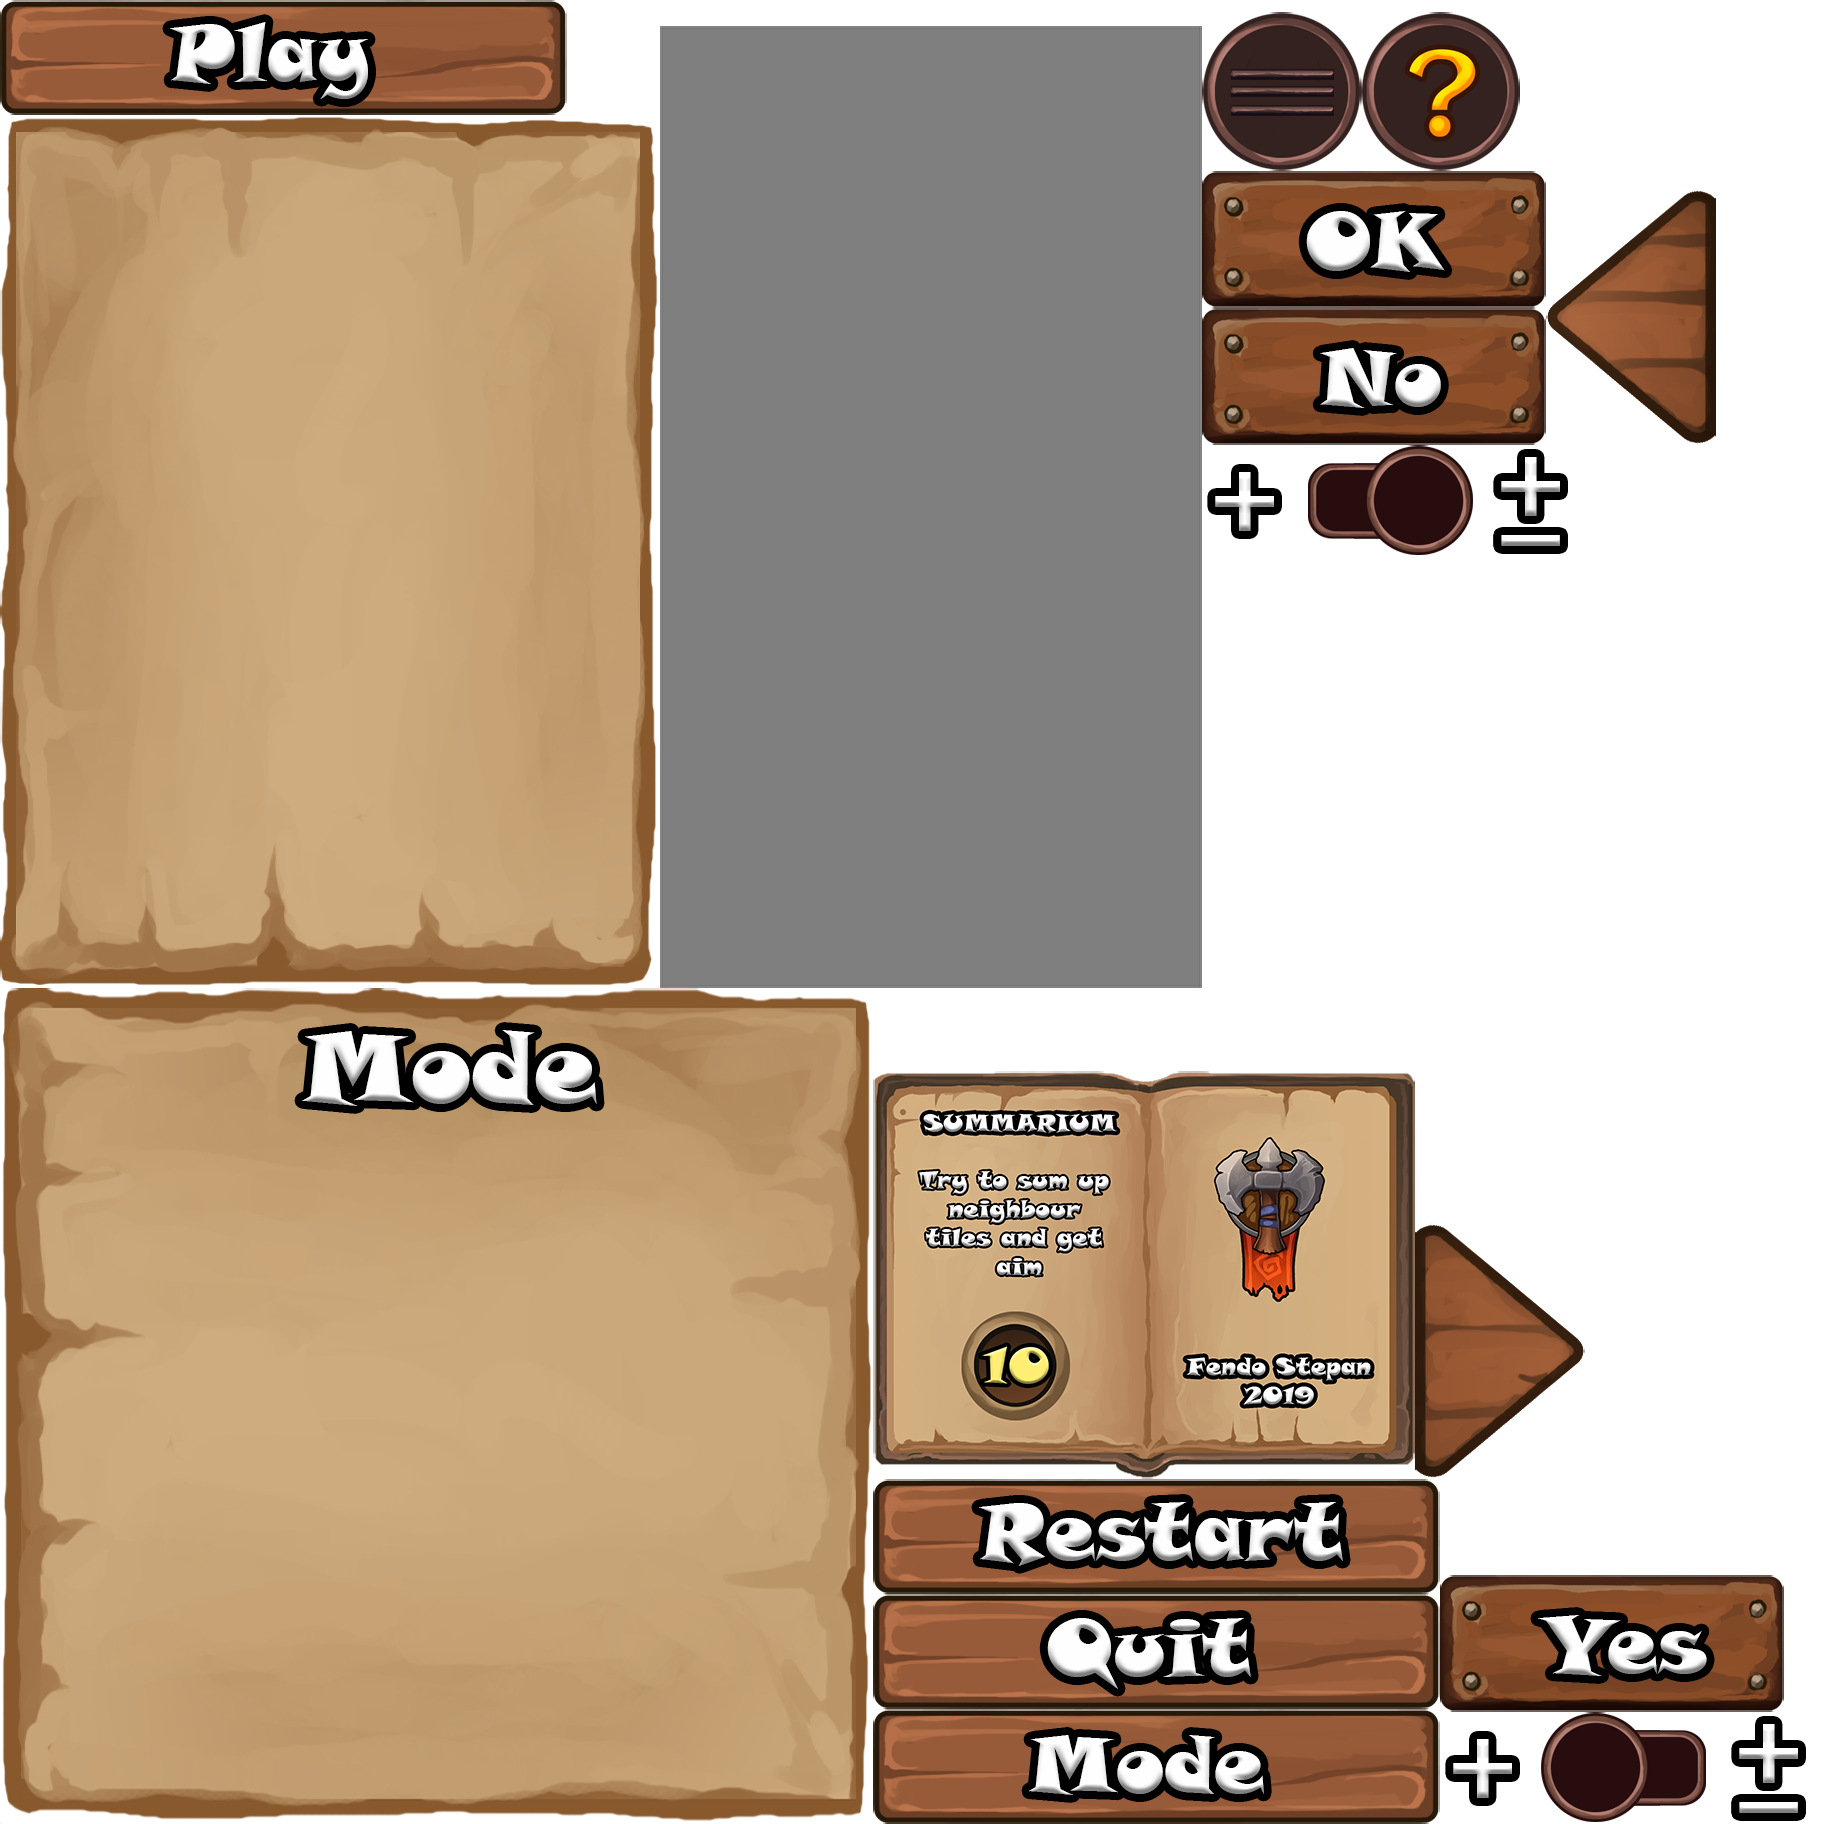 Play
?
OK
No
+ ±
Mode
SUMMARIUM
Try to sum up
neighbour
tiles and get
aim
10
Fendo Stepan
2019
Restart
Quit
Yes
Mode
+ ±